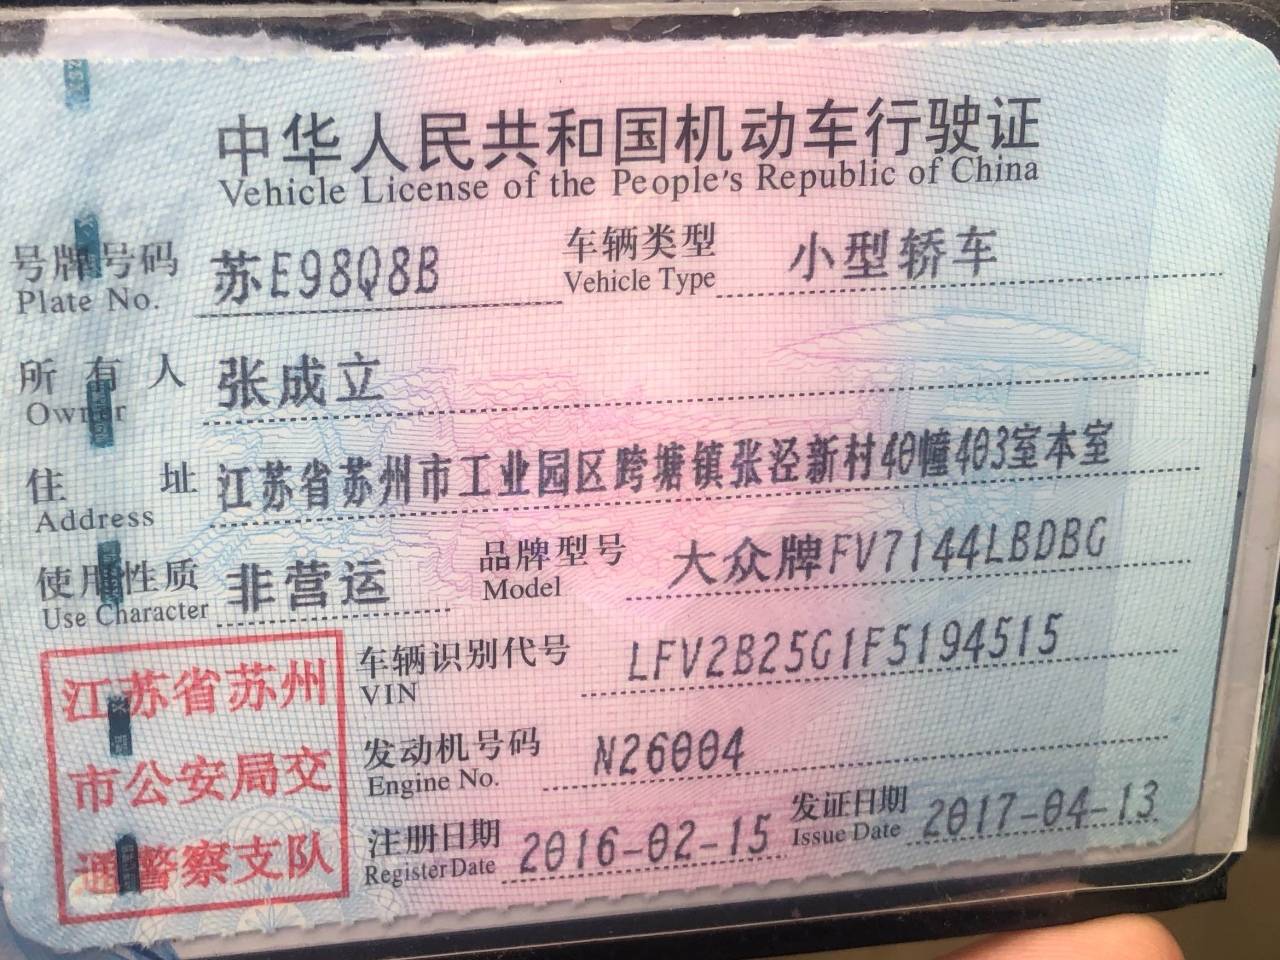 中华人民共和国机动车行驶证
Vehicle License of the People's Republic of China
号牌号码 苏E98Q8B 车辆类型 小型轿车
Plate No. Vehicle Type
所有人 张成立
Owner
住址 江苏省苏州市工业园区跨塘镇张泾新村40幢403室本室
Address
使用性质 非营运 品牌型号 大众牌FV7144LBDBG
Use Character Model
江苏省苏州 车辆识别代号 LFV2B25G1F5194515
VIN
市公安局交 发动机号码 N26004
Engine No.
通警察支队 注册日期 2016-02-15 发证日期 2017-04-13
Register Date Issue Date